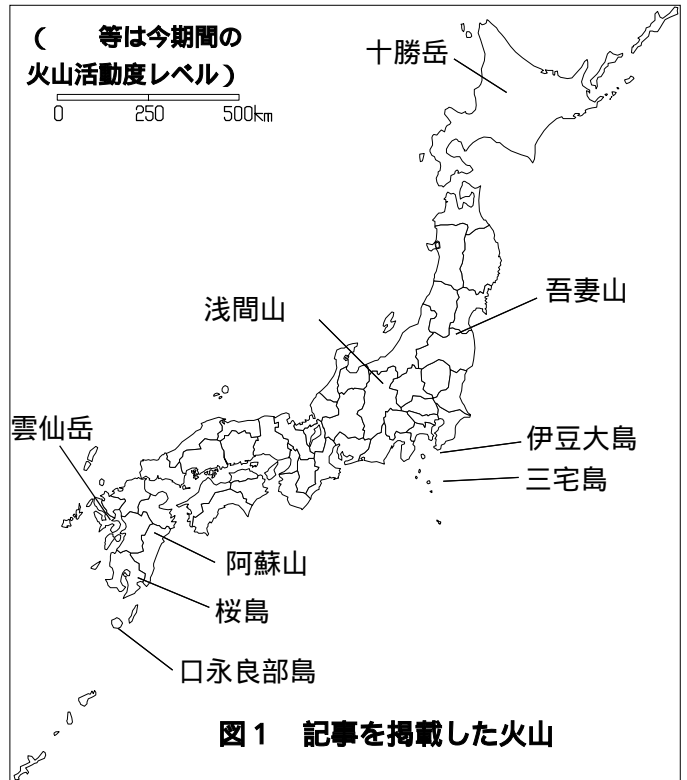 （　　等は今期間の
火山活動度レベル）
0 250 500km
十勝岳
吾妻山
浅間山
雲仙岳
伊豆大島
三宅島
阿蘇山
桜島
口永良部島
図1　記事を掲載した火山